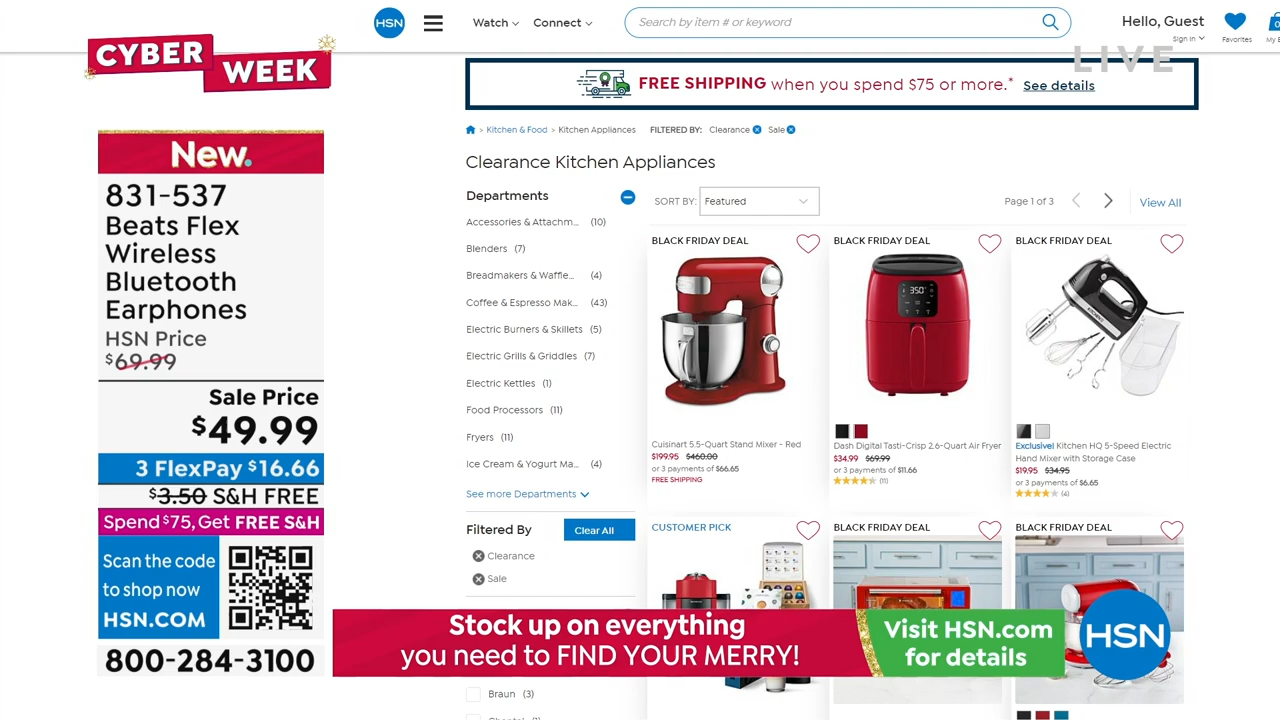 HSN
Watch
Connect
Search by item # or keyword
Hello, Guest
Sign In
Favorites
0
LIVE
CYBER
WEEK
FREE SHIPPING when you spend $75 or more.* See details
> Kitchen & Food > Kitchen Appliances FILTERED BY: Clearance Sale
Clearance Kitchen Appliances
New.
831-537
Beats Flex
Wireless
Bluetooth
Earphones
HSN Price
$69.99
Sale Price
$49.99
3 FlexPay $16.66
$3.50 S&H FREE
Spend $75, Get FREE S&H
Scan the code
to shop now
HSN.COM
800-284-3100
Departments
Accessories & Attachm... (10)
Blenders (7)
Breadmakers & Waffle... (4)
Coffee & Espresso Mak... (43)
Electric Burners & Skillets (5)
Electric Grills & Griddles (7)
Electric Kettles (1)
Food Processors (11)
Fryers (11)
Ice Cream & Yogurt Ma... (4)
See more Departments
Filtered By
Clear All
Clearance
Sale
Braun (3)
SORT BY: Featured
Page 1 of 3
View All
BLACK FRIDAY DEAL
Cuisinart 5.5-Quart Stand Mixer - Red
$199.95 $460.00
or 3 payments of $66.65
FREE SHIPPING
BLACK FRIDAY DEAL
350°
Dash Digital Tasti-Crisp 2.6-Quart Air Fryer
$34.99 $69.99
or 3 payments of $11.66
(11)
BLACK FRIDAY DEAL
Exclusive! Kitchen HQ 5-Speed Electric
Hand Mixer with Storage Case
$19.95 $34.95
or 3 payments of $6.65
(4)
CUSTOMER PICK
BLACK FRIDAY DEAL
BLACK FRIDAY DEAL
Stock up on everything
you need to FIND YOUR MERRY!
Visit HSN.com
for details
HSN